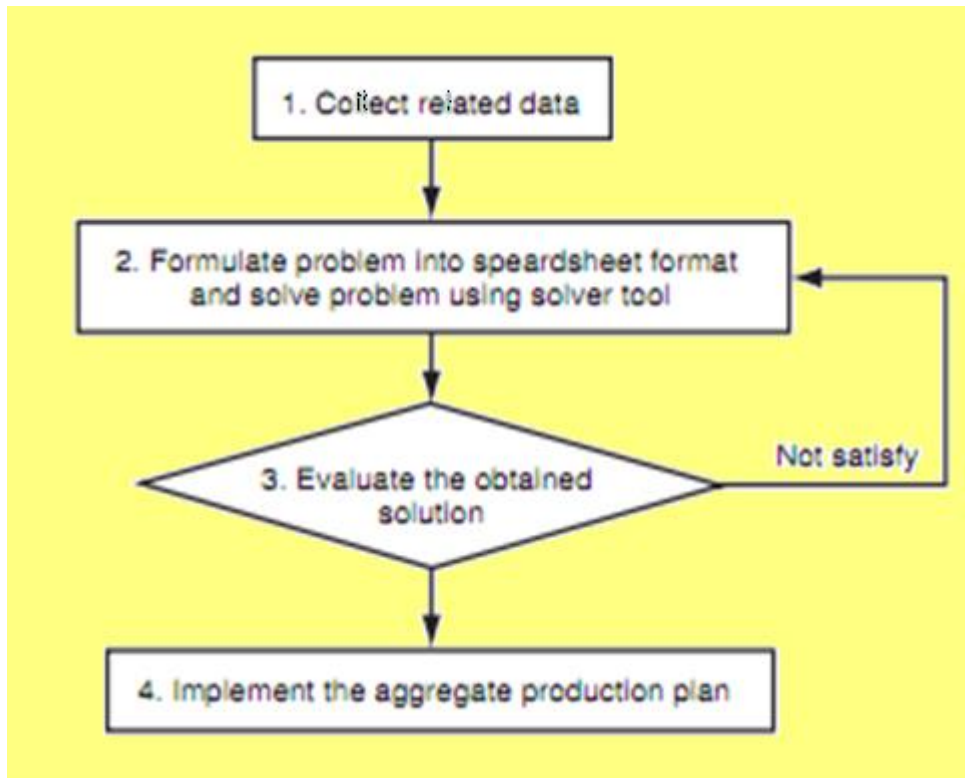 1. Collect related data
2. Formulate problem into speardsheet format
and solve problem using solver tool
3. Evaluate the obtained
solution
Not satisfy
4. Implement the aggregate production plan